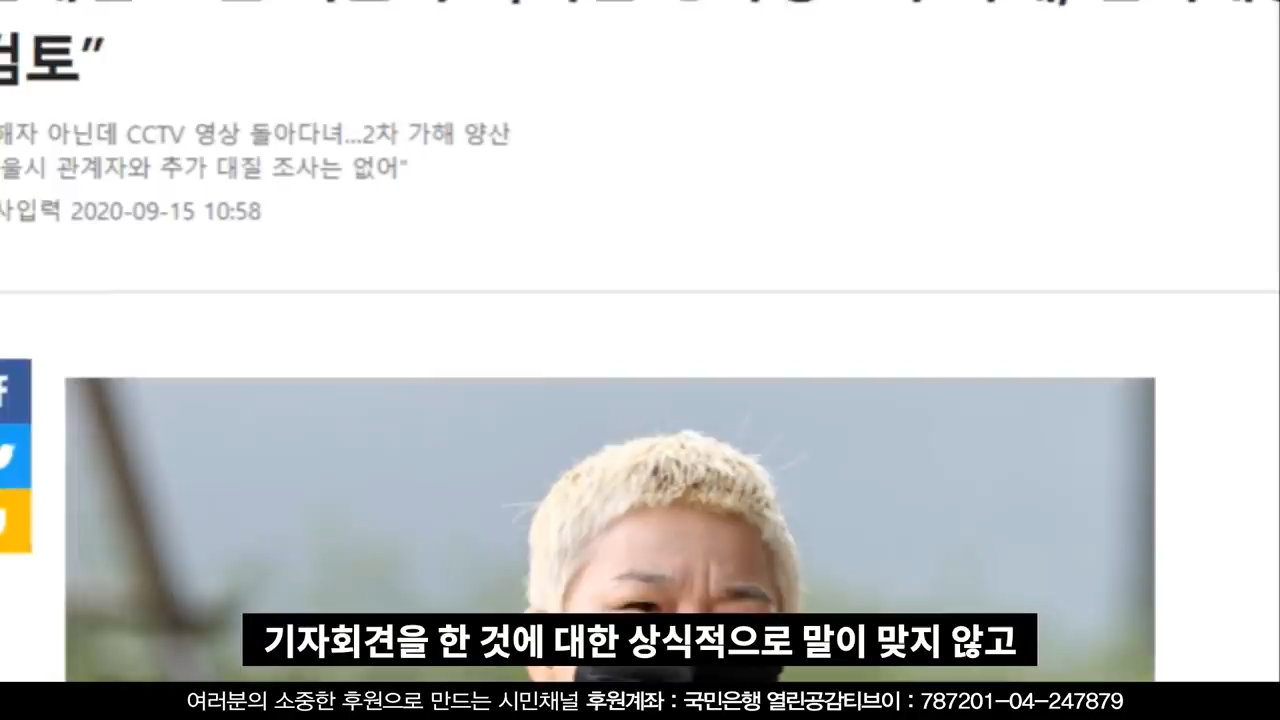 검토”
해자 아닌데 CCTV 영상 돌아다녀...2차 가해 양산
울시 관계자와 추가 대질 조사는 없어"
사입력 2020-09-15 10:58
기자회견을 한 것에 대한 상식적으로 말이 맞지 않고
여러분의 소중한 후원으로 만드는 시민채널 후원계좌 : 국민은행 열린공감티브이 : 787201-04-247879